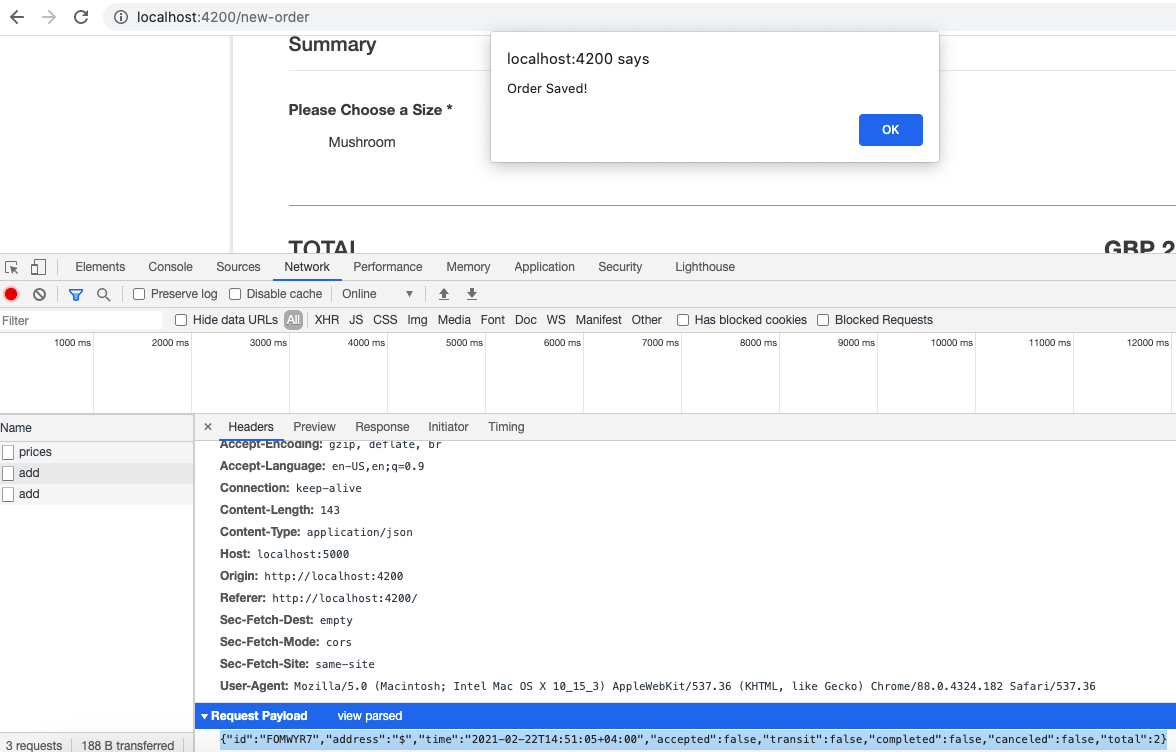 localhost:4200/new-order
Summary
localhost:4200 says
Order Saved!
OK
Please Choose a Size *
Mushroom
TOTAL GBP 2
Elements Console Sources Network Performance Memory Application Security Lighthouse
Preserve log Disable cache Online
Filter Hide data URLs All XHR JS CSS Img Media Font Doc WS Manifest Other Has blocked cookies Blocked Requests
1000 ms 2000 ms 3000 ms 4000 ms 5000 ms 6000 ms 7000 ms 8000 ms 9000 ms 10000 ms 11000 ms 12000 ms
Name
prices
add
add
3 requests 188 B transferred
× Headers Preview Response Initiator Timing
Accept-Encoding: gzip, deflate, br
Accept-Language: en-US,en;q=0.9
Connection: keep-alive
Content-Length: 143
Content-Type: application/json
Host: localhost:5000
Origin: http://localhost:4200
Referer: http://localhost:4200/
Sec-Fetch-Dest: empty
Sec-Fetch-Mode: cors
Sec-Fetch-Site: same-site
User-Agent: Mozilla/5.0 (Macintosh; Intel Mac OS X 10_15_3) AppleWebKit/537.36 (KHTML, like Gecko) Chrome/88.0.4324.182 Safari/537.36
Request Payload view parsed
{"id":"FOMWYR7","address":"$","time":"2021-02-22T14:51:05+04:00","accepted":false,"transit":false,"completed":false,"canceled":false,"total":2}